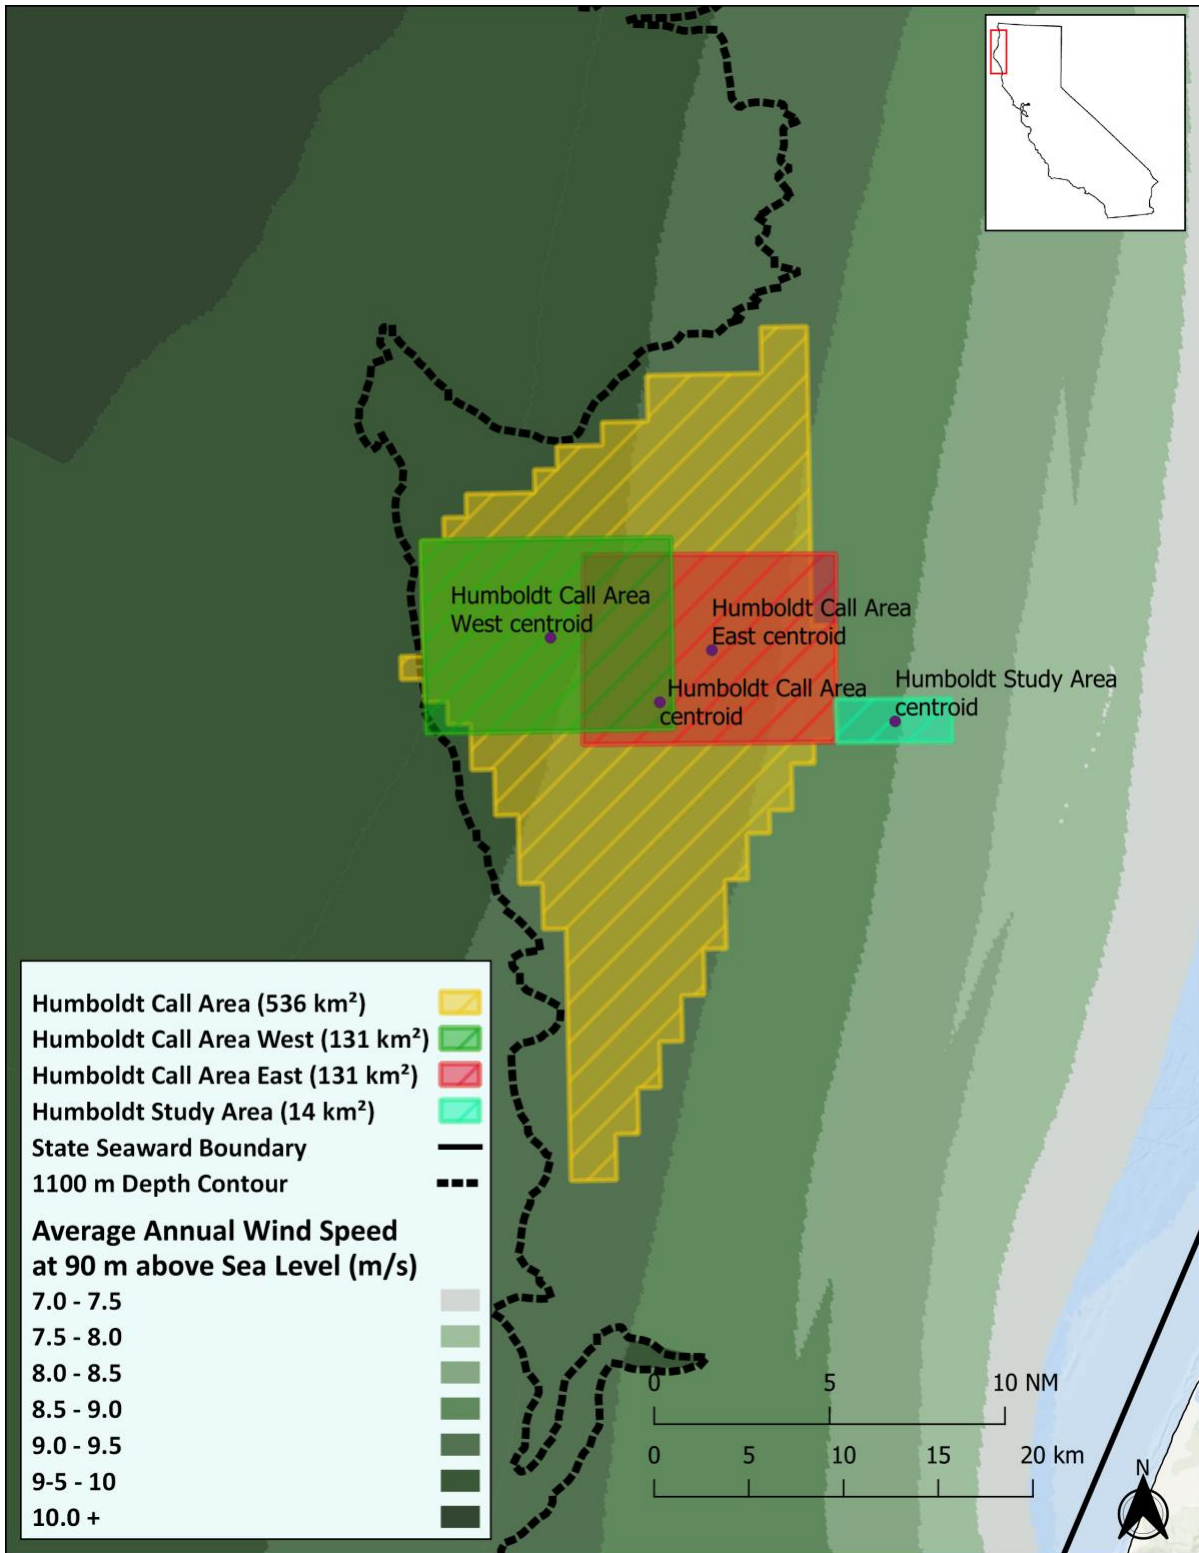 Humboldt Call Area
West centroid
Humboldt Call Area
East centroid
Humboldt Call Area
centroid
Humboldt Study Area
centroid
Humboldt Call Area (536 km²)
Humboldt Call Area West (131 km²)
Humboldt Call Area East (131 km²)
Humboldt Study Area (14 km²)
State Seaward Boundary
1100 m Depth Contour
Average Annual Wind Speed
at 90 m above Sea Level (m/s)
7.0 - 7.5
7.5 - 8.0
8.0 - 8.5
8.5 - 9.0
9.0 - 9.5
9-5 - 10
10.0 +
0 5 10 NM
0 5 10 15 20 km
N